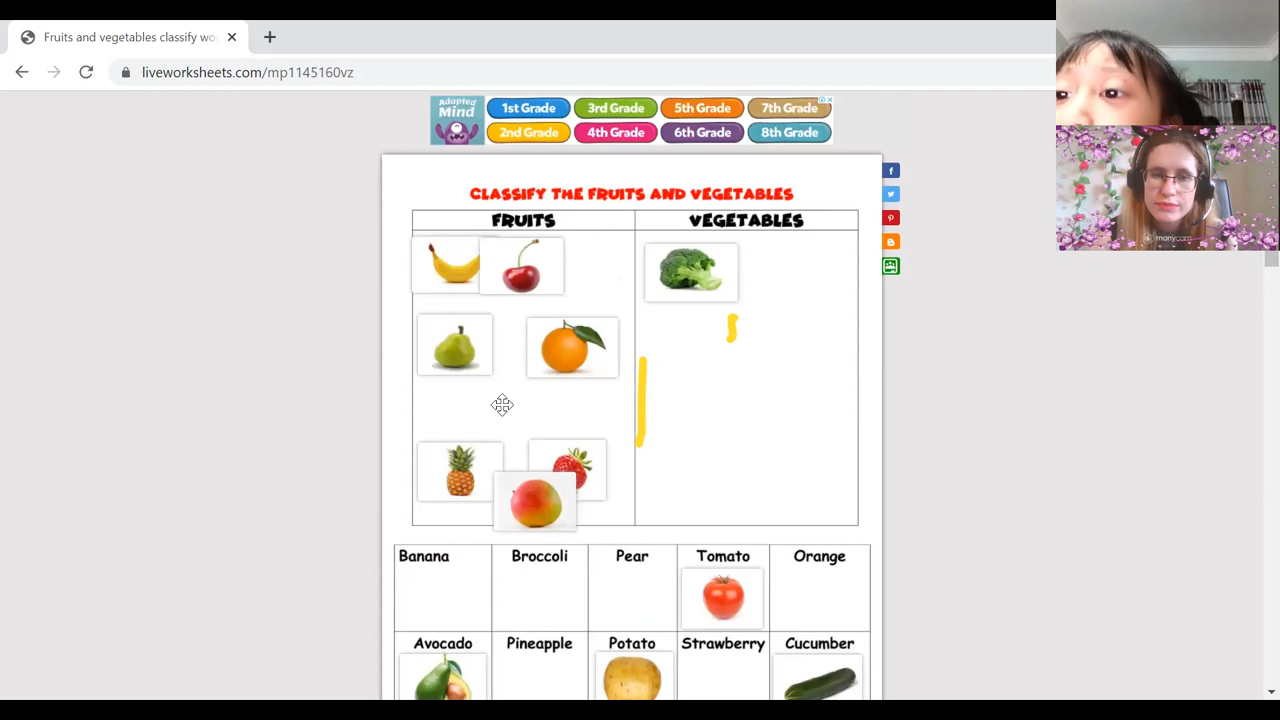 Fruits and vegetables classify wo
liveworksheets.com/mp1145160vz
Adapted Mind
1st Grade 3rd Grade 5th Grade 7th Grade
2nd Grade 4th Grade 6th Grade 8th Grade
CLASSIFY THE FRUITS AND VEGETABLES
FRUITS VEGETABLES
Banana Broccoli Pear Tomato Orange
Avocado Pineapple Potato Strawberry Cucumber
manycam